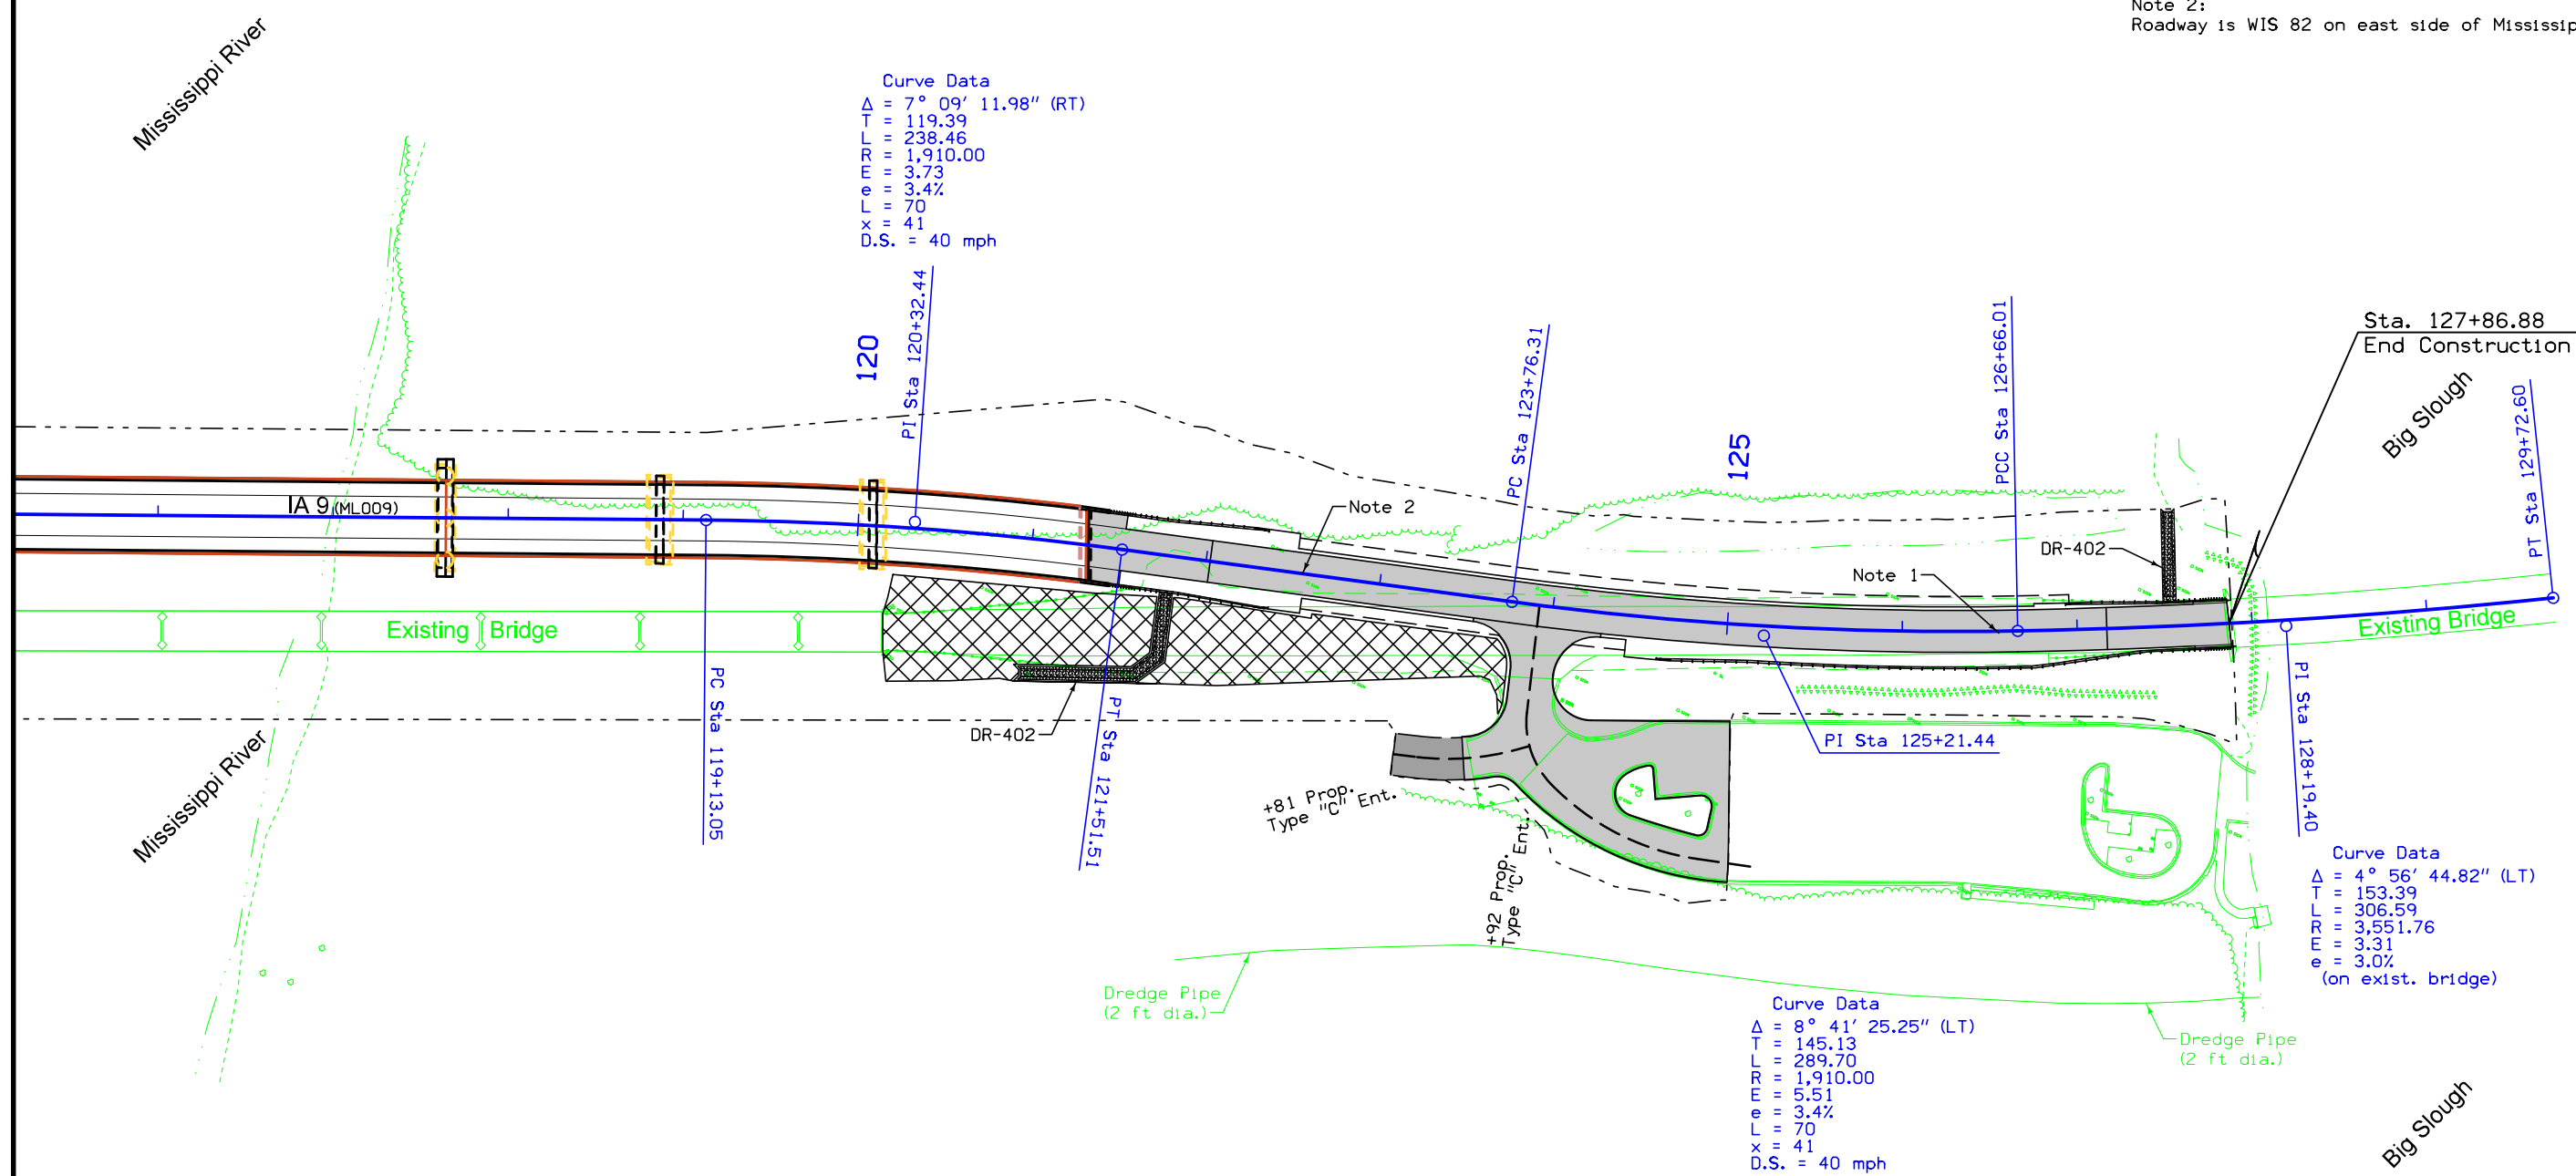 Note 2:
Roadway is WIS 82 on east side of Mississip
Mississippi River
Curve Data
Δ = 7° 09' 11.98" (RT)
T = 119.39
L = 238.46
R = 1,910.00
E = 3.73
e = 3.4%
L = 70
x = 41
D.S. = 40 mph
120
PI Sta 120+32.44
PC Sta 123+76.31
125
PCC Sta 126+66.01
Sta. 127+86.88
End Construction
Big Slough
PT Sta 129+72.60
IA 9 (ML009)
Note 2
DR-402
Note 1
Existing Bridge
Existing Bridge
PC Sta 119+13.05
DR-402
PT Sta 121+51.51
PI Sta 125+21.44
PI Sta 128+19.40
Mississippi River
+81 Prop.
Type "C" Ent.
+92 Prop.
Type "C" Ent.
Curve Data
Δ = 4° 56' 44.82" (LT)
T = 153.39
L = 306.59
R = 3,551.76
E = 3.31
e = 3.0%
(on exist. bridge)
Dredge Pipe
(2 ft dia.)
Curve Data
Δ = 8° 41' 25.25" (LT)
T = 145.13
L = 289.70
R = 1,910.00
E = 5.51
e = 3.4%
L = 70
x = 41
D.S. = 40 mph
Dredge Pipe
(2 ft dia.)
Big Slough